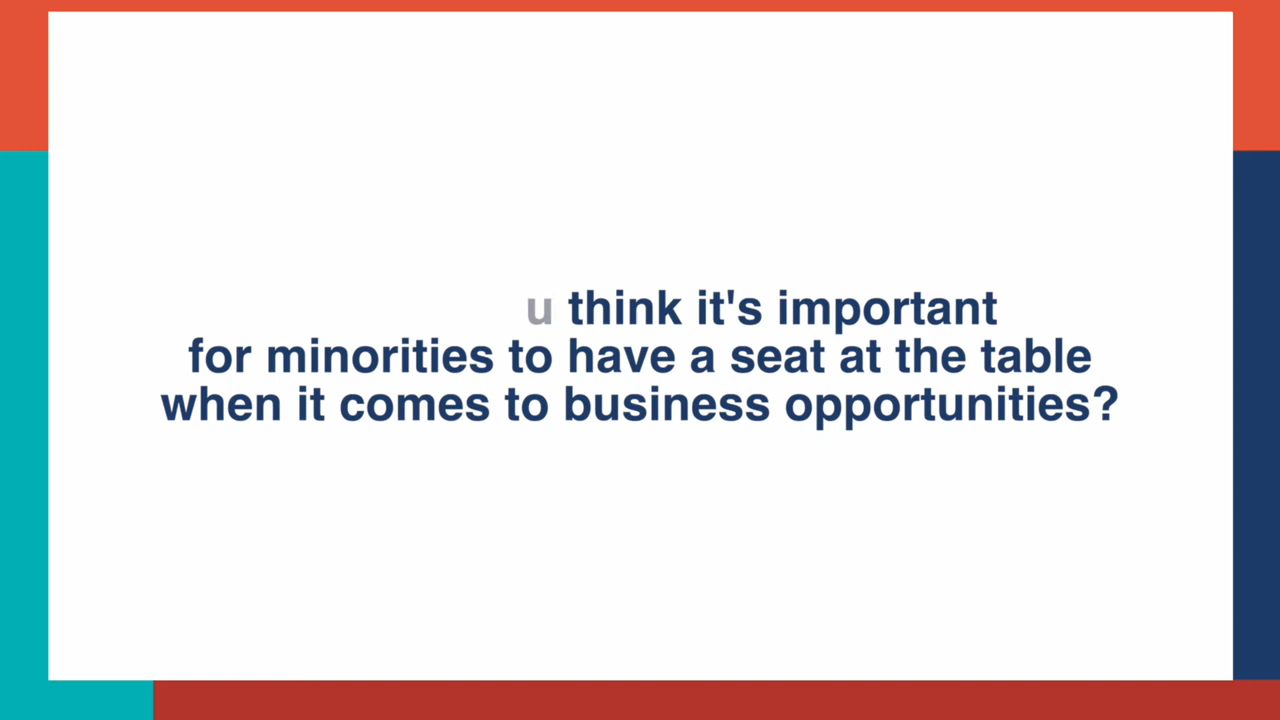 u think it's important
for minorities to have a seat at the table
when it comes to business opportunities?